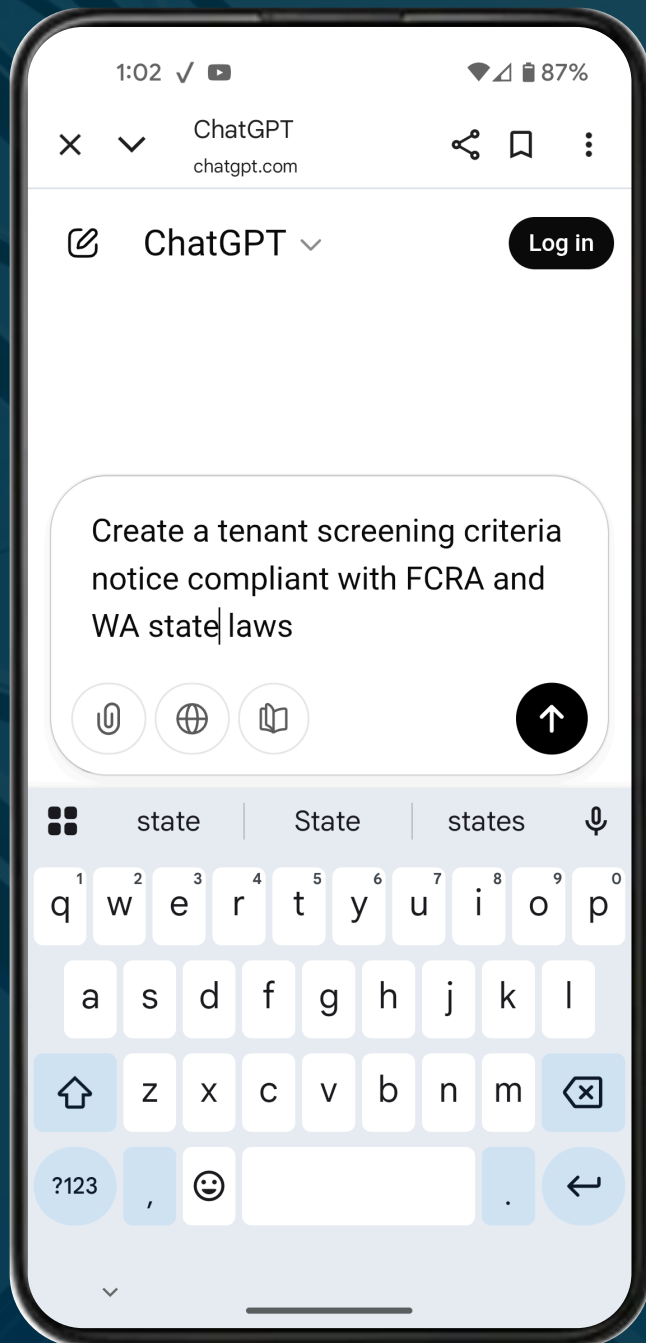 1:02
87%
ChatGPT
chatgpt.com
ChatGPT
Log in
Create a tenant screening criteria
notice compliant with FCRA and
WA state laws
state State states
1 2 3 4 5 6 7 8 9 0
q w e r t y u i o p
a s d f g h j k l
z x c v b n m
?123 , .